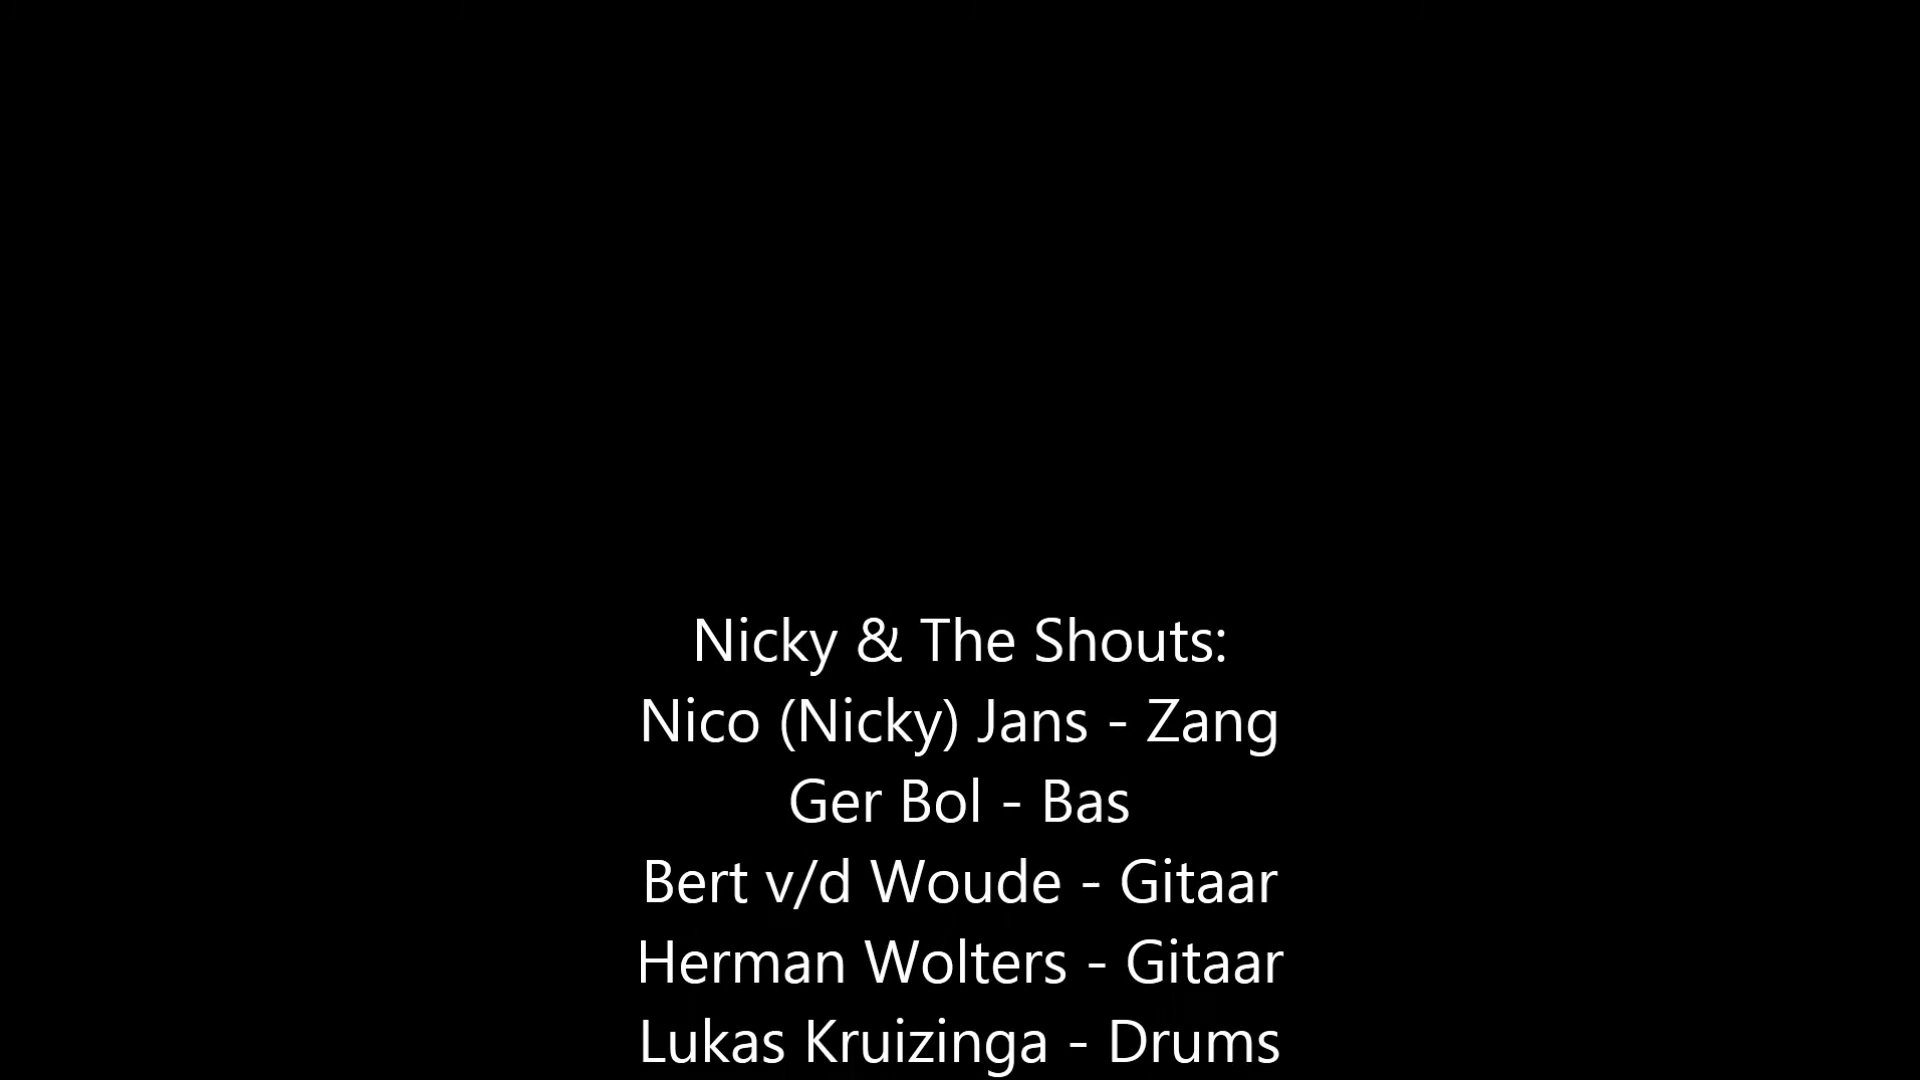 Nicky & The Shouts:
Nico (Nicky) Jans - Zang
Ger Bol - Bas
Bert v/d Woude - Gitaar
Herman Wolters - Gitaar
Lukas Kruizinga - Drums